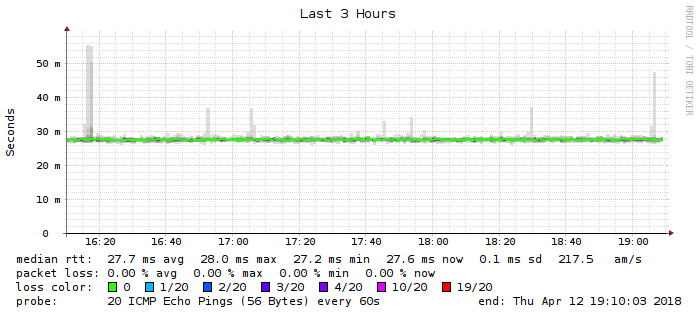 Last 3 Hours
RRDTOOL / TOBI OETIKER
Seconds
50 m
40 m
30 m
20 m
10 m
0
16:20 16:40 17:00 17:20 17:40 18:00 18:20 18:40 19:00
median rtt: 27.7 ms avg 28.0 ms max 27.2 ms min 27.6 ms now 0.1 ms sd 217.5 am/s
packet loss: 0.00 % avg 0.00 % max 0.00 % min 0.00 % now
loss color: 0 1/20 2/20 3/20 4/20 10/20 19/20
probe: 20 ICMP Echo Pings (56 Bytes) every 60s end: Thu Apr 12 19:10:03 2018